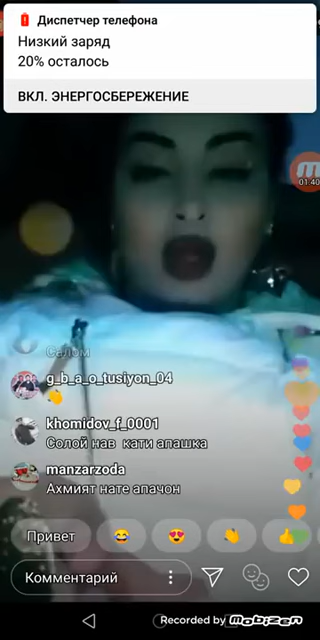 Диспетчер телефона
Низкий заряд
20% осталось
ВКЛ. ЭНЕРГОСБЕРЕЖЕНИЕ
01:40
Салом
g_b_a_o_tusiyon_04
khomidov_f_0001
Солой нав кати апашка
manzarzoda
Ахмият нате апачон
Привет
Комментарий
Recorded by Mobizen